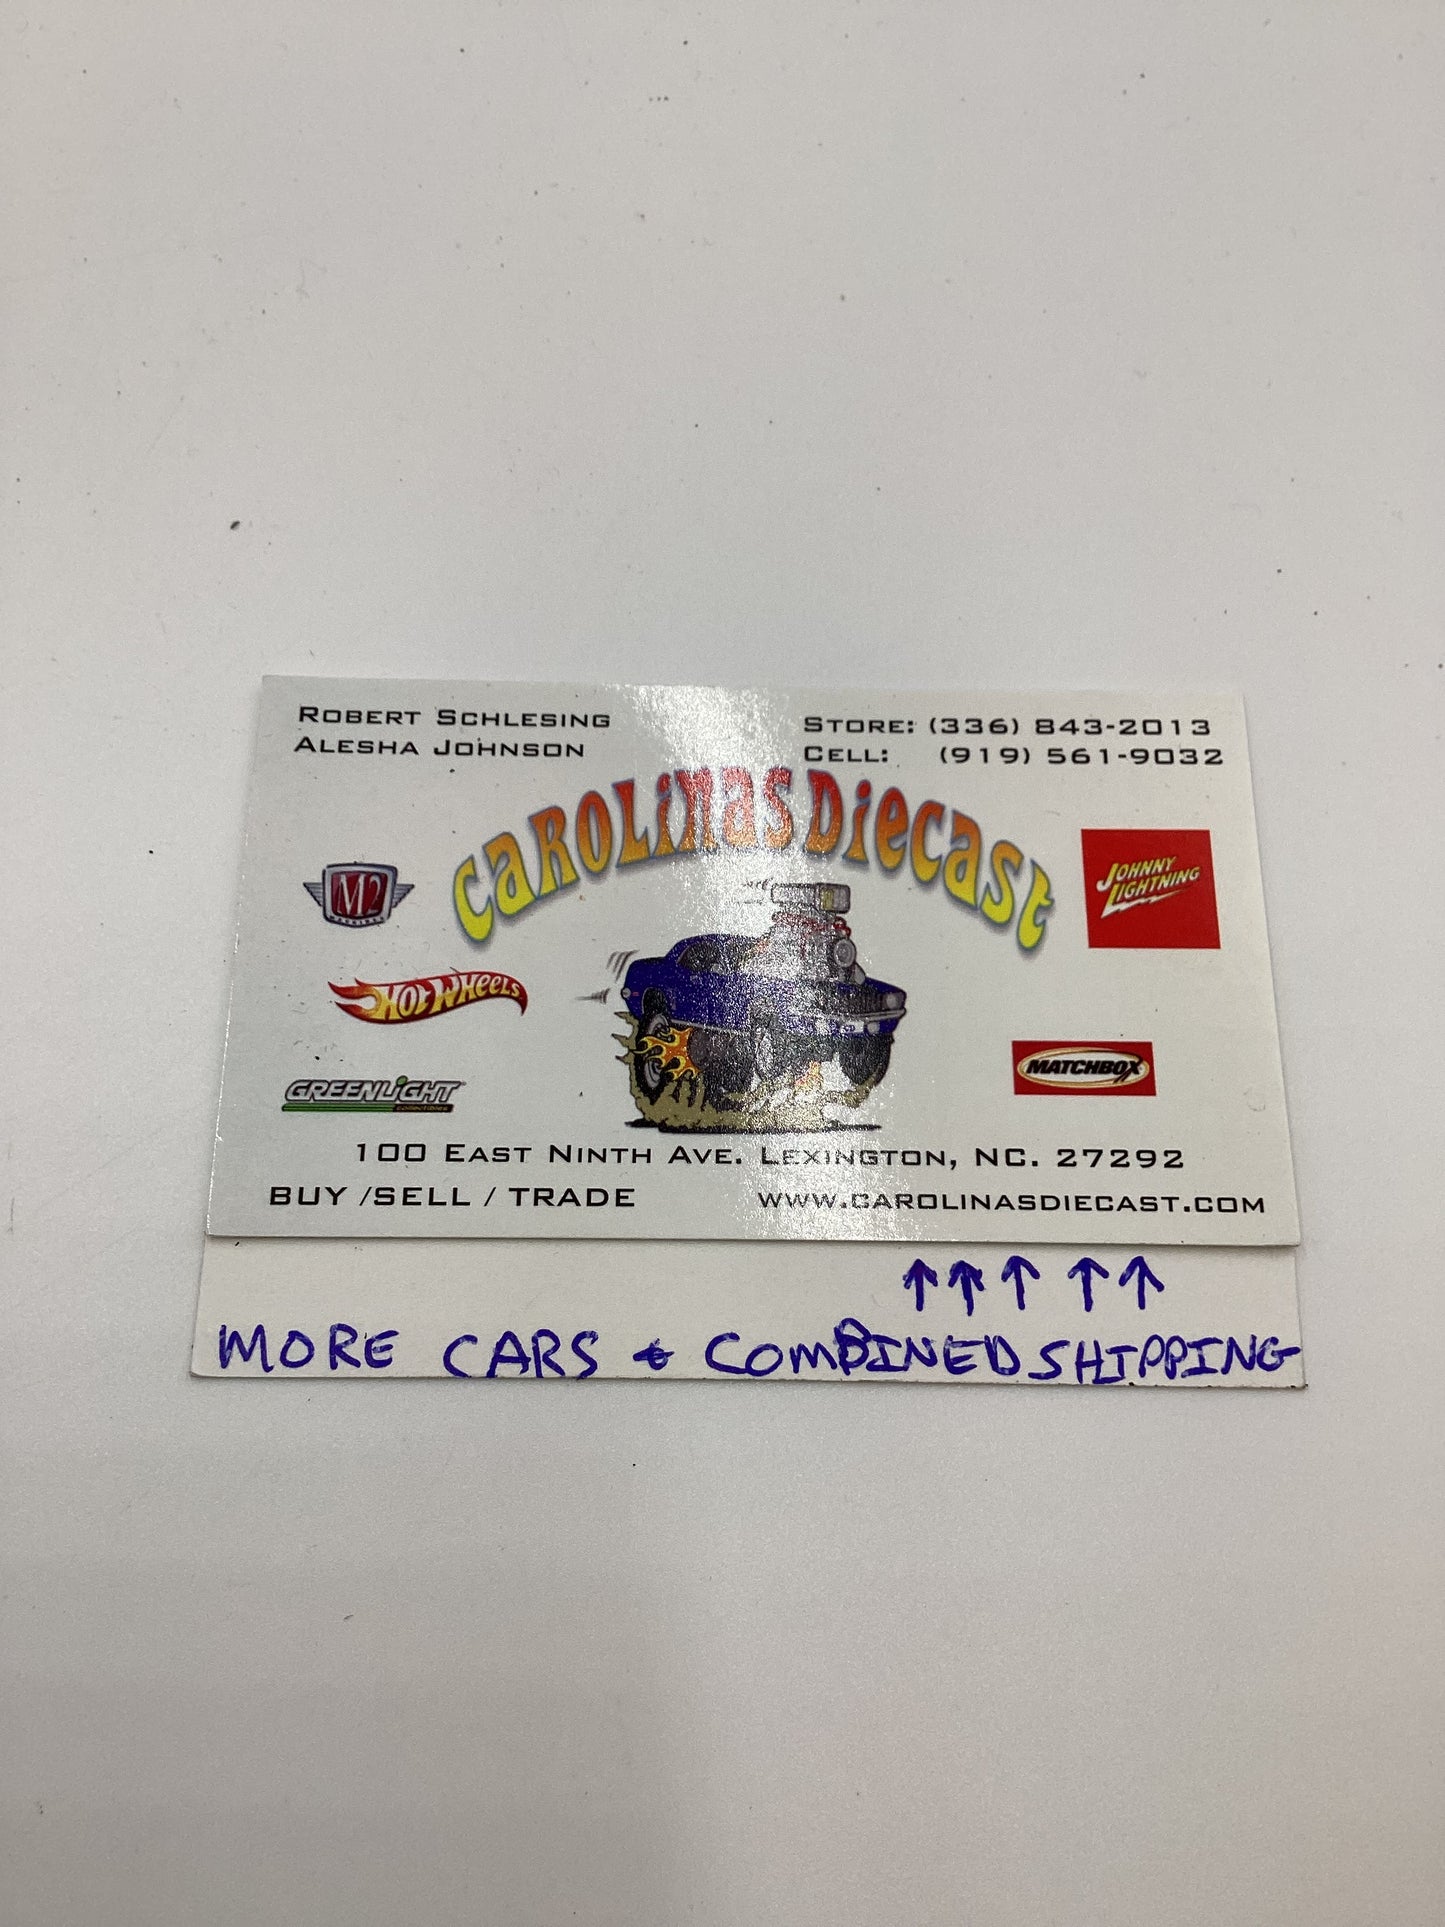 ROBERT SCHLESING
ALESHA JOHNSON
STORE: (336) 843-2013
CELL: (919) 561-9032
CAROLiNAS DiECAST
M2
MACHINES
JOHNNY
LIGHTNING
HOT WHEELS
MATCHBOX
GREENLiGHT
collectibles
100 EAST NINTH AVE. LEXINGTON, NC. 27292
BUY /SELL / TRADE
WWW.CAROLINASDIECAST.COM
↑↑↑↑↑
MORE CARS & COMBINED SHIPPING